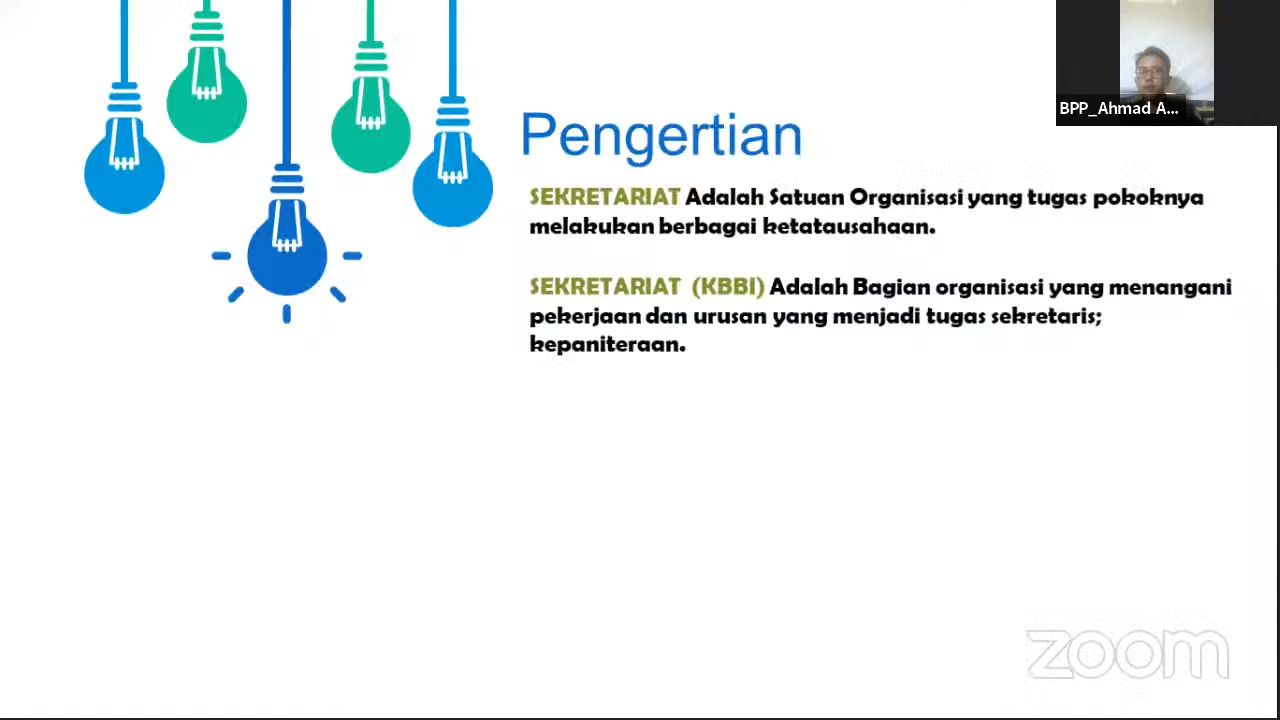 BPP_Ahmad A...
Pengertian
SEKRETARIAT Adalah Satuan Organisasi yang tugas pokoknya
melakukan berbagai ketatausahaan.
SEKRETARIAT (KBBI) Adalah Bagian organisasi yang menangani
pekerjaan dan urusan yang menjadi tugas sekretaris;
kepaniteraan.
zoom